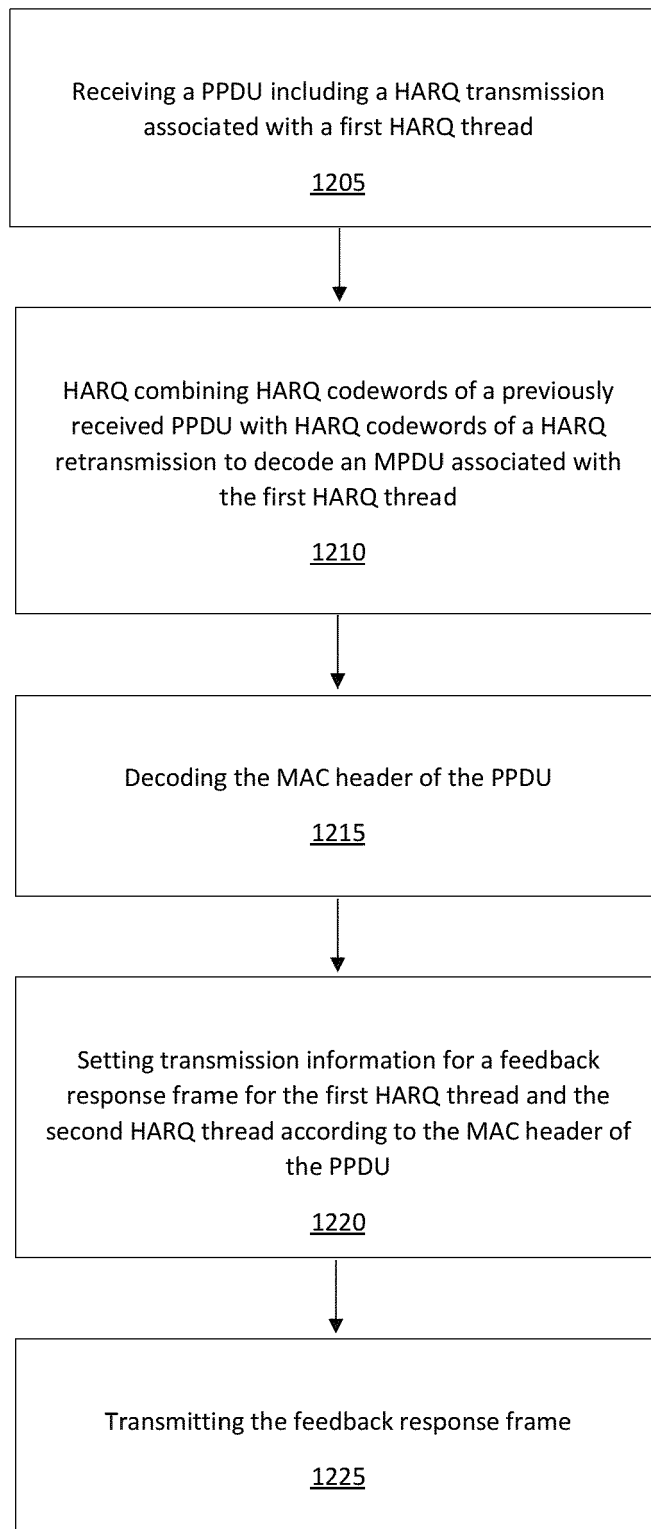 Receiving a PPDU including a HARQ transmission
associated with a first HARQ thread
1205
HARQ combining HARQ codewords of a previously
received PPDU with HARQ codewords of a HARQ
retransmission to decode an MPDU associated with
the first HARQ thread
1210
Decoding the MAC header of the PPDU
1215
Setting transmission information for a feedback
response frame for the first HARQ thread and the
second HARQ thread according to the MAC header of
the PPDU
1220
Transmitting the feedback response frame
1225